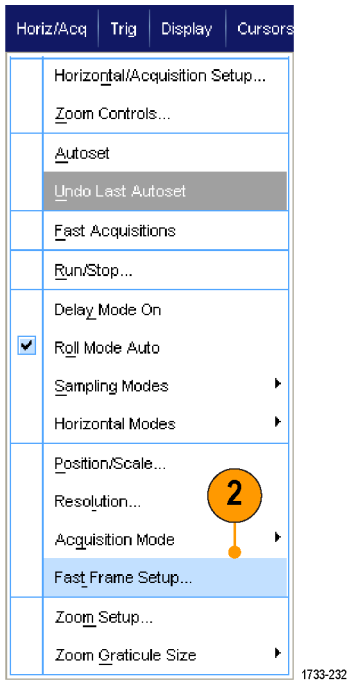 Horiz/Acq Trig Display Cursors
Horizontal/Acquisition Setup...
Zoom Controls...
Autoset
Undo Last Autoset
Fast Acquisitions
Run/Stop...
Delay Mode On
Roll Mode Auto
Sampling Modes
Horizontal Modes
Position/Scale...
Resolution...
2
Acquisition Mode
Fast Frame Setup...
Zoom Setup...
Zoom Graticule Size
1733-232